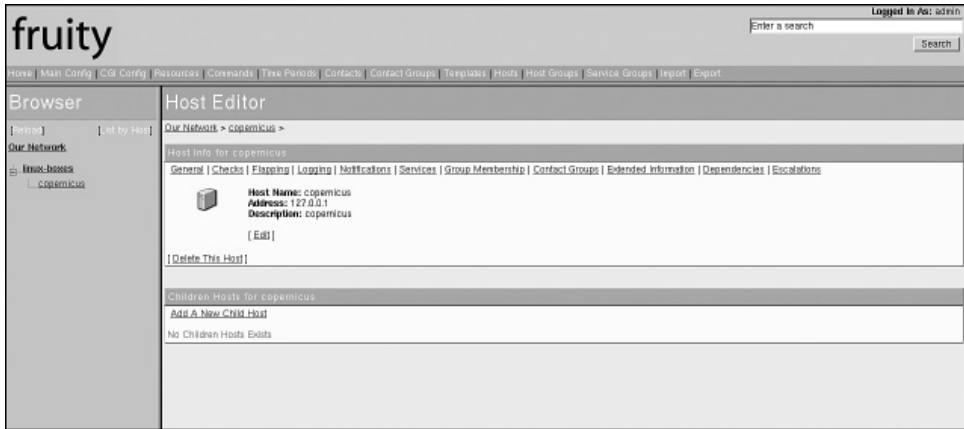 Logged In As: admin
fruity
Enter a search
Search
Home | Main Config | CGI Config | Resources | Commands | Time Periods | Contacts | Contact Groups | Templates | Hosts | Host Groups | Service Groups | Import | Export
Browser
[Reload] [List by Host]
Our Network
linux-boxes
copernicus
Host Editor
Our Network > copernicus >
Host Info for copernicus
General | Checks | Flapping | Logging | Notifications | Services | Group Membership | Contact Groups | Extended Information | Dependencies | Escalations
Host Name: copernicus
Address: 127.0.0.1
Description: copernicus
[ Edit ]
[ Delete This Host ]
Children Hosts for copernicus
Add A New Child Host
No Children Hosts Exists